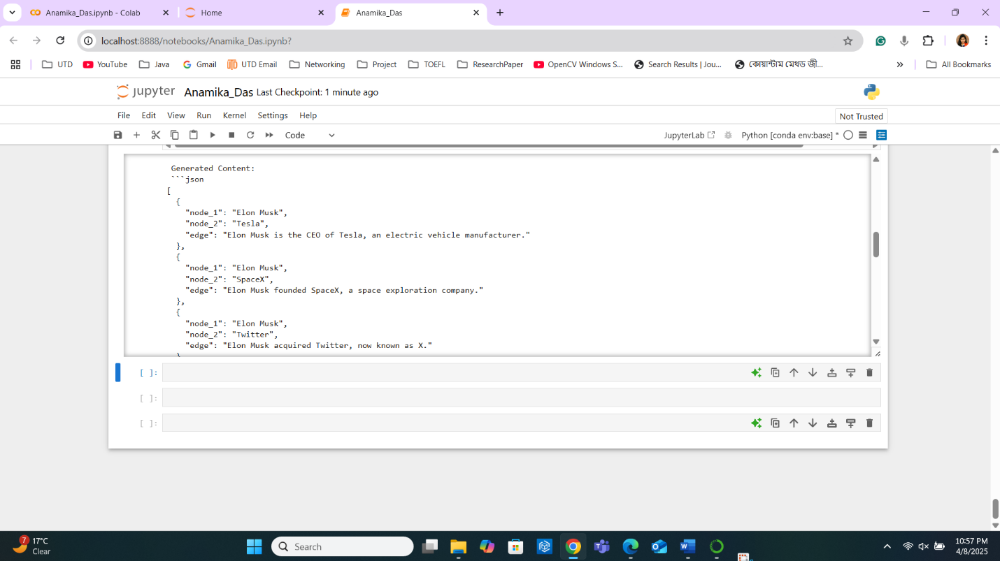 Anamika_Das.ipynb - Colab
Home
Anamika_Das
localhost:8888/notebooks/Anamika_Das.ipynb?
UTD YouTube Java Gmail UTD Email Networking Project TOEFL ResearchPaper OpenCV Windows S... Search Results | Jou... কোয়ান্টাম মেথড জী... » All Bookmarks
jupyter Anamika_Das Last Checkpoint: 1 minute ago
File Edit View Run Kernel Settings Help Not Trusted
Code JupyterLab Python [conda env:base] *
Generated Content:
```json
[
{
"node_1": "Elon Musk",
"node_2": "Tesla",
"edge": "Elon Musk is the CEO of Tesla, an electric vehicle manufacturer."
},
{
"node_1": "Elon Musk",
"node_2": "SpaceX",
"edge": "Elon Musk founded SpaceX, a space exploration company."
},
{
"node_1": "Elon Musk",
"node_2": "Twitter",
"edge": "Elon Musk acquired Twitter, now known as X."
}
[ ]:
[ ]:
[ ]:
7 17°C
Clear
Search
10:57 PM
4/8/2025